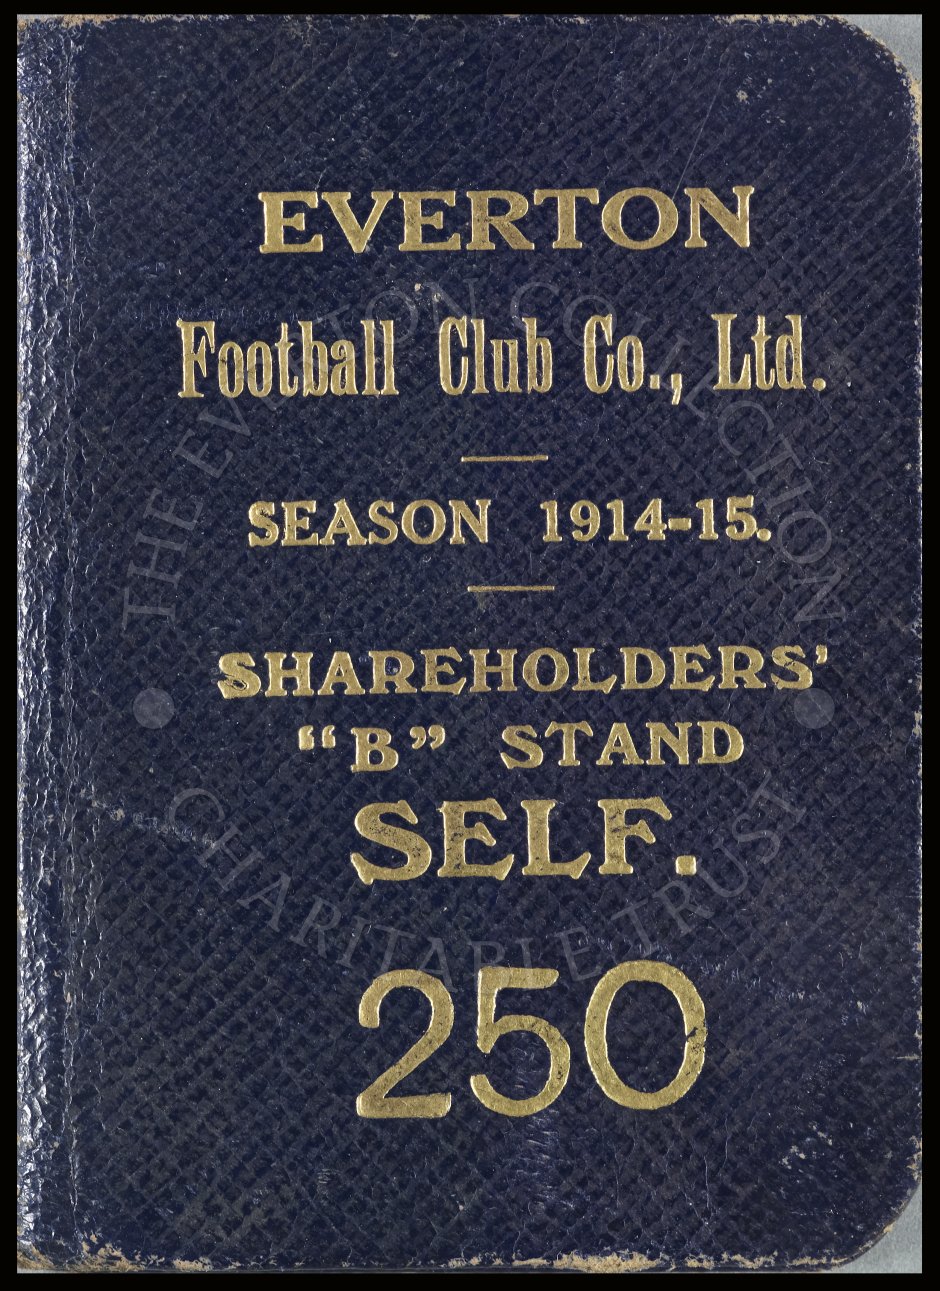 EVERTON
Football Club Co., Ltd.
SEASON 1914-15.
SHAREHOLDERS’
“B” STAND
SELF.
250
THE EVERTON COLLECTION
CHARITABLE TRUST